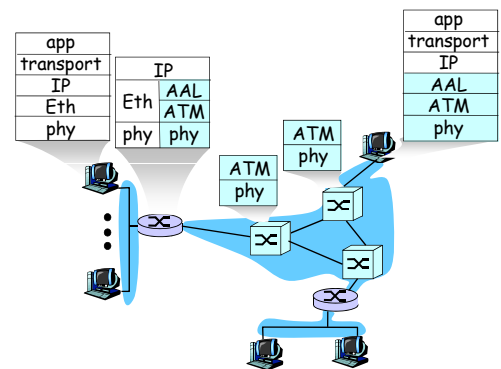 app
transport
IP
Eth
phy
IP
Eth
AAL
ATM
phy
phy
ATM
phy
ATM
phy
app
transport
IP
AAL
ATM
phy